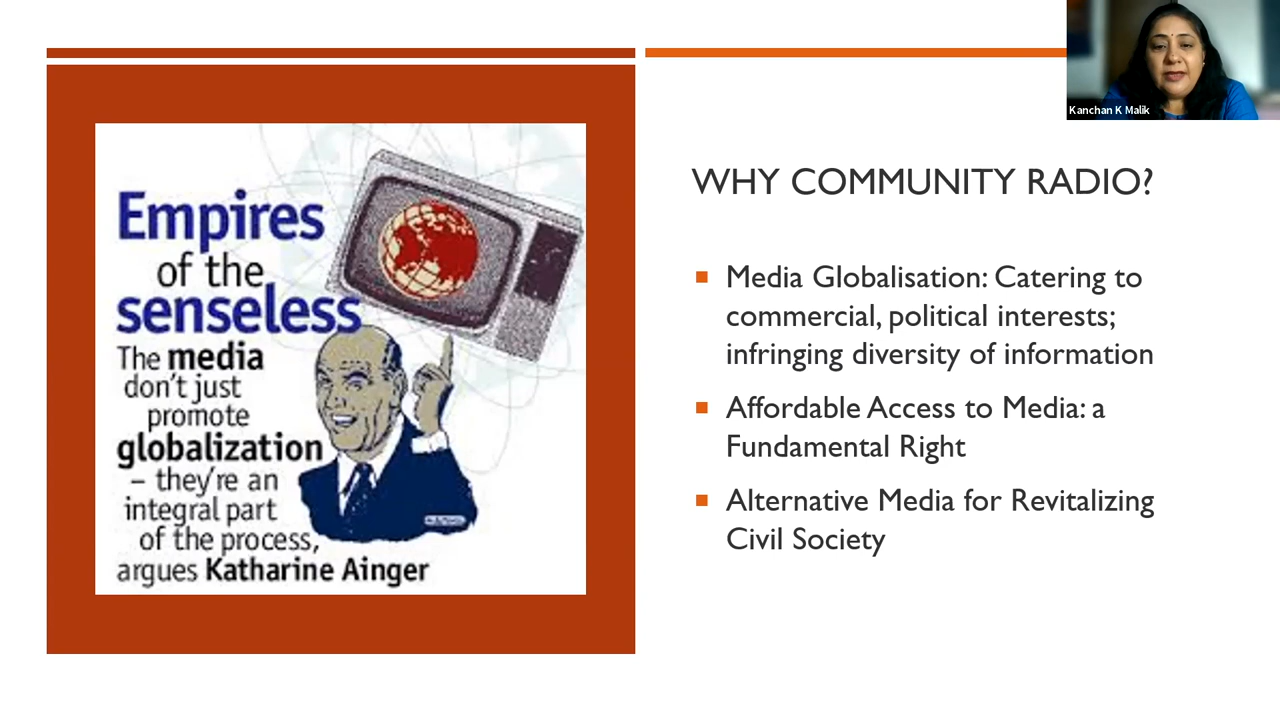 Kanchan K Malik
Empires
of the
senseless
The media
don't just
promote
globalization
– they're an
integral part
of the process,
argues Katharine Ainger
WHY COMMUNITY RADIO?
Media Globalisation: Catering to
commercial, political interests;
infringing diversity of information
Affordable Access to Media: a
Fundamental Right
Alternative Media for Revitalizing
Civil Society